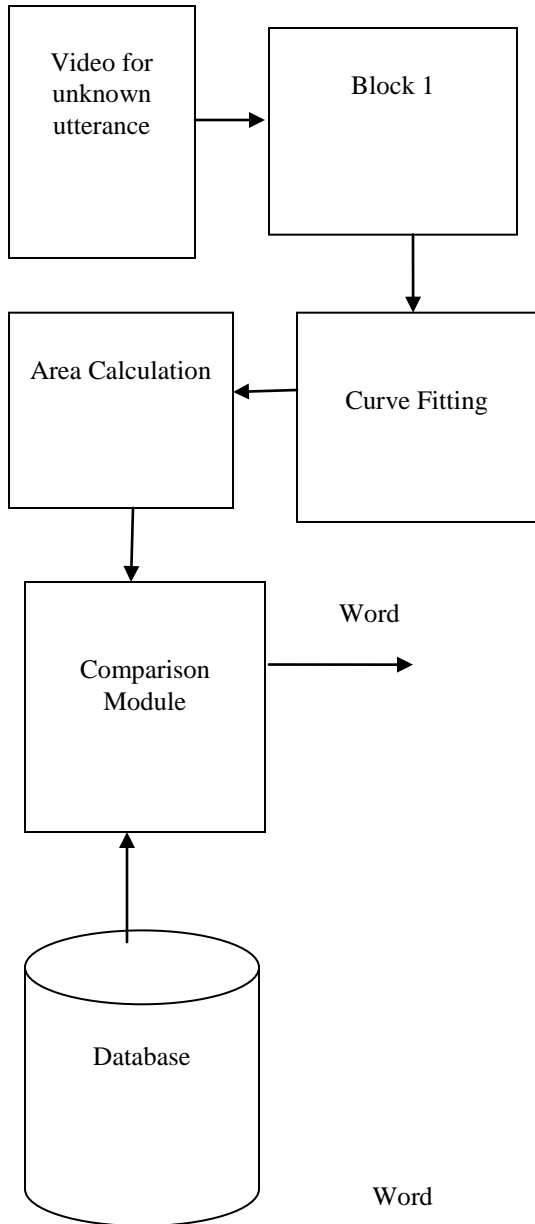 Video for
unknown
utterance
Block 1
Area Calculation
Curve Fitting
Word
Comparison
Module
Database
Word